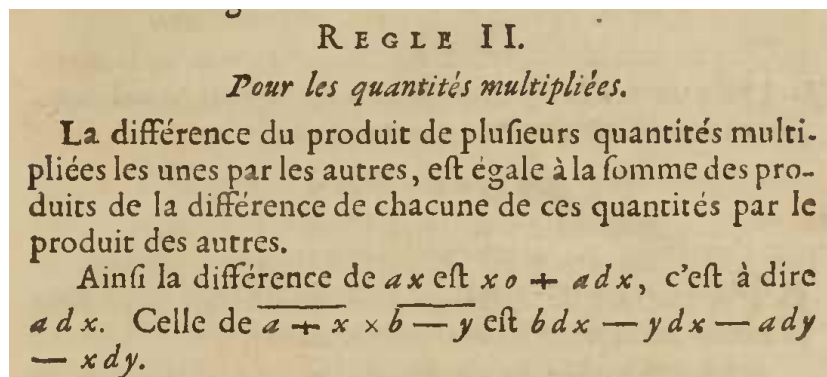 REGLE II.
Pour les quantités multipliées.
La différence du produit de pluſieurs quantités multi-
pliées les unes par les autres, eſt égale à la ſomme des pro-
duits de la différence de chacune de ces quantités par le
produit des autres.
Ainſi la différence de ax eſt xo + adx, c'eſt à dire
adx. Celle de a + x × b — y eſt bdx — ydx — ady
— xdy.